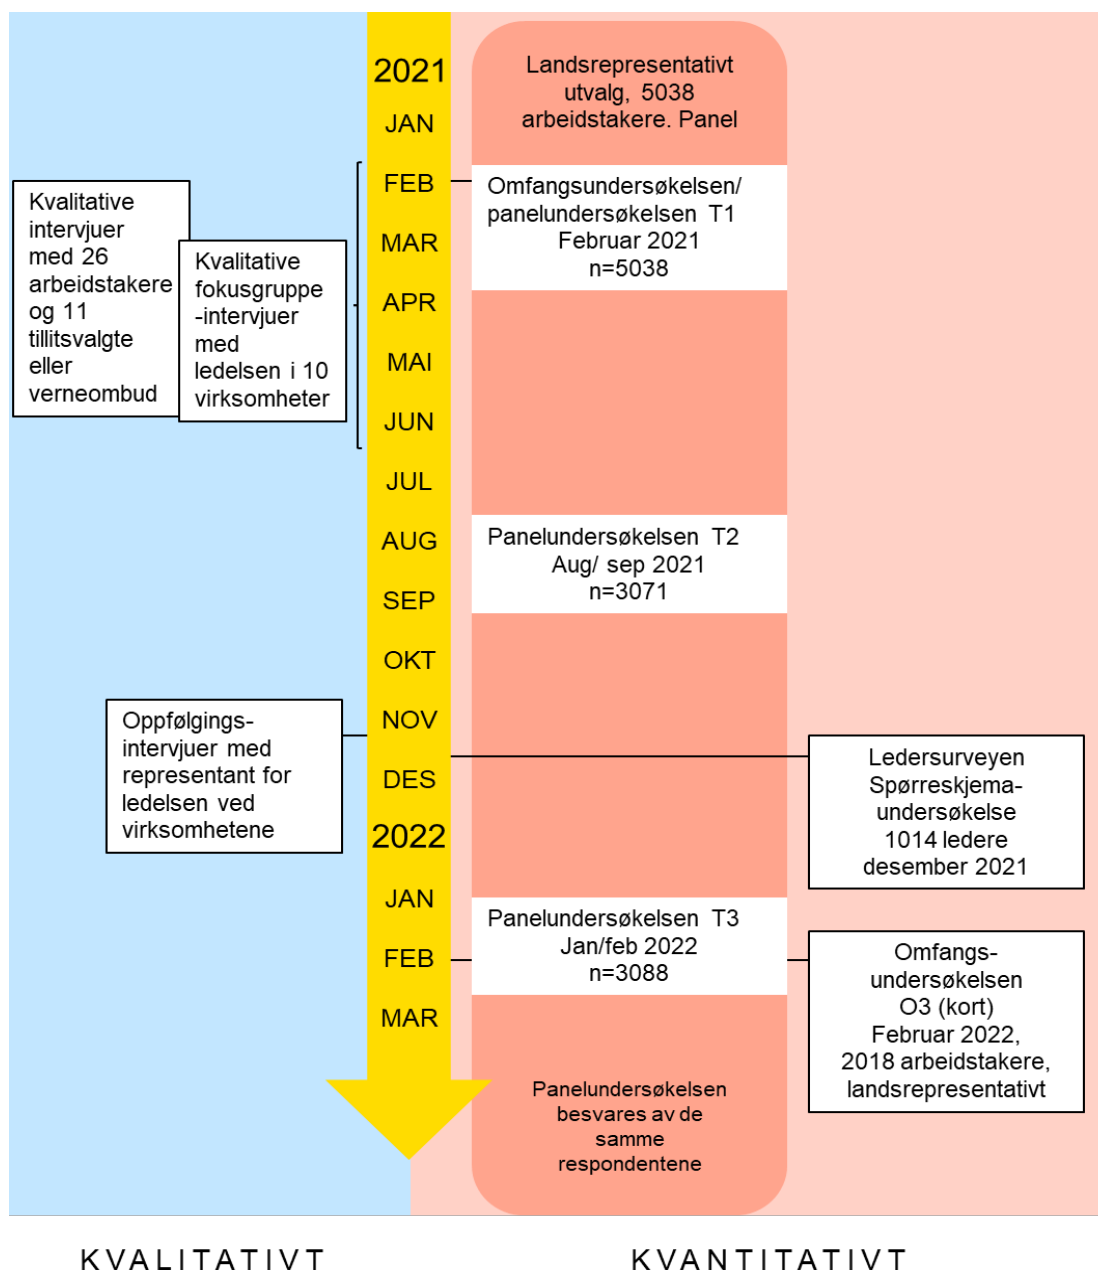 2021
JAN
FEB
MAR
APR
MAI
JUN
JUL
AUG
SEP
OKT
NOV
DES
2022
JAN
FEB
MAR
Kvalitative
intervjuer
med 26
arbeidstakere
og 11
tillitsvalgte
eller
verneombud
Kvalitative
fokusgruppe
-intervjuer
med
ledelsen i 10
virksomheter
Oppfølgings-
intervjuer med
representant for
ledelsen ved
virksomhetene
Landsrepresentativt
utvalg, 5038
arbeidstakere. Panel
Omfangsundersøkelsen/
panelundersøkelsen T1
Februar 2021
n=5038
Panelundersøkelsen T2
Aug/ sep 2021
n=3071
Panelundersøkelsen T3
Jan/feb 2022
n=3088
Panelundersøkelsen
besvares av de
samme
respondentene
Ledersurveyen
Spørreskjema-
undersøkelse
1014 ledere
desember 2021
Omfangs-
undersøkelsen
O3 (kort)
Februar 2022,
2018 arbeidstakere,
landsrepresentativt
KVALITATIVT
KVANTITATIVT